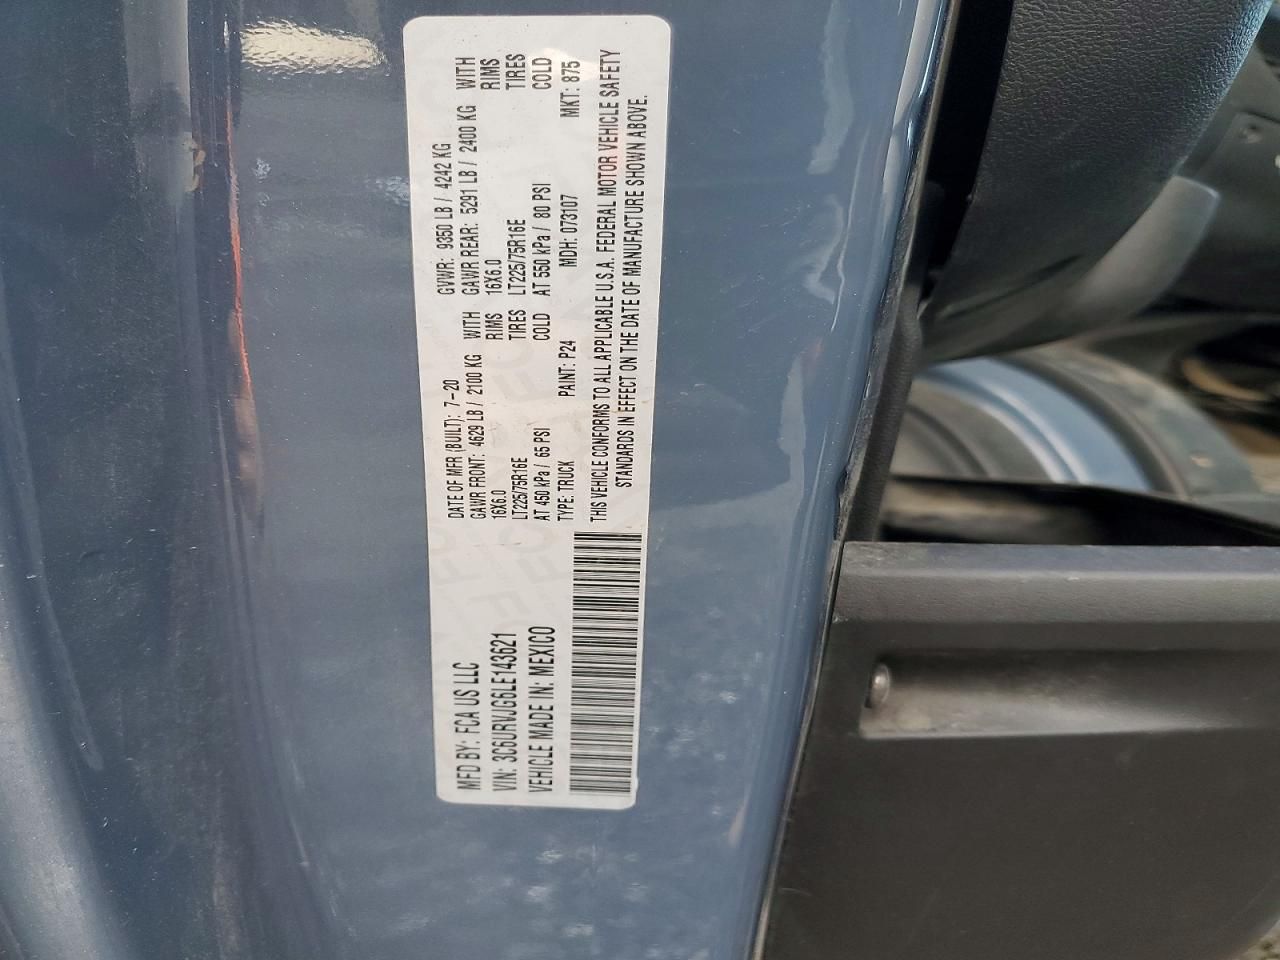 MFD BY: FCA US LLC
VIN: 3C6URVJG6LE143621
VEHICLE MADE IN: MEXICO
DATE OF MFR (BUILT): 7-20 GVWR: 9350 LB / 4242 KG
GAWR FRONT: 4629 LB / 2100 KG WITH GAWR REAR: 5291 LB / 2400 KG WITH
16X6.0 RIMS 16X6.0 RIMS
LT225/75R16E TIRES LT225/75R16E TIRES
AT 450 kPa / 65 PSI COLD AT 550 kPa / 80 PSI COLD
TYPE: TRUCK PAINT: P24 MDH: 073107 MKT: 875
THIS VEHICLE CONFORMS TO ALL APPLICABLE U.S.A. FEDERAL MOTOR VEHICLE SAFETY
STANDARDS IN EFFECT ON THE DATE OF MANUFACTURE SHOWN ABOVE.